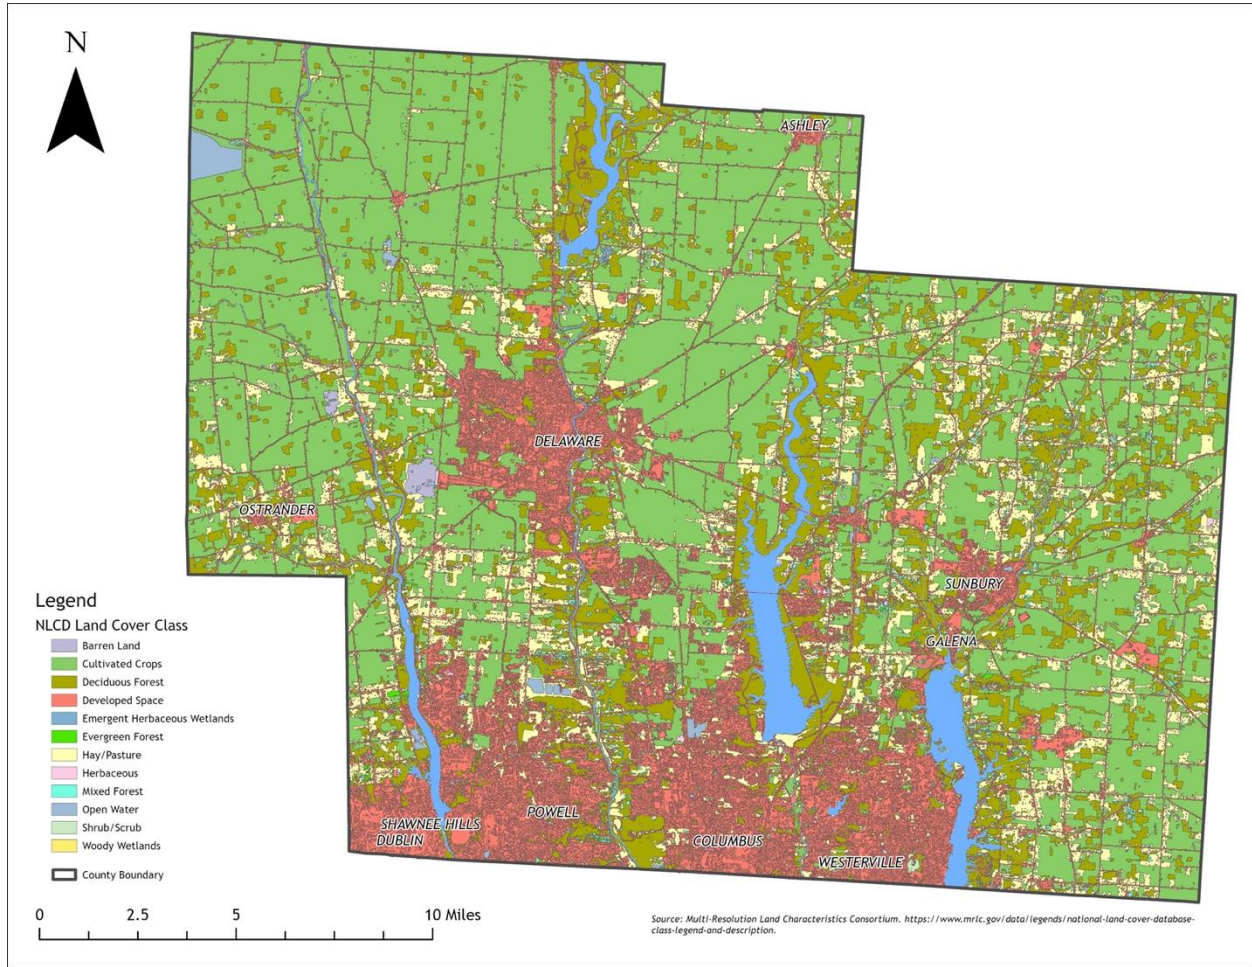 N
ASHLEY
DELAWARE
OSTRANDER
SUNBURY
GALENA
SHAWNEE HILLS
POWELL
DUBLIN
COLUMBUS
WESTERVILLE
Legend
NLCD Land Cover Class
Barren Land
Cultivated Crops
Deciduous Forest
Developed Space
Emergent Herbaceous Wetlands
Evergreen Forest
Hay/Pasture
Herbaceous
Mixed Forest
Open Water
Shrub/Scrub
Woody Wetlands
County Boundary
0 2.5 5 10 Miles
Source: Multi-Resolution Land Characteristics Consortium. https://www.mrlc.gov/data/legends/national-land-cover-database-
class-legend-and-description.